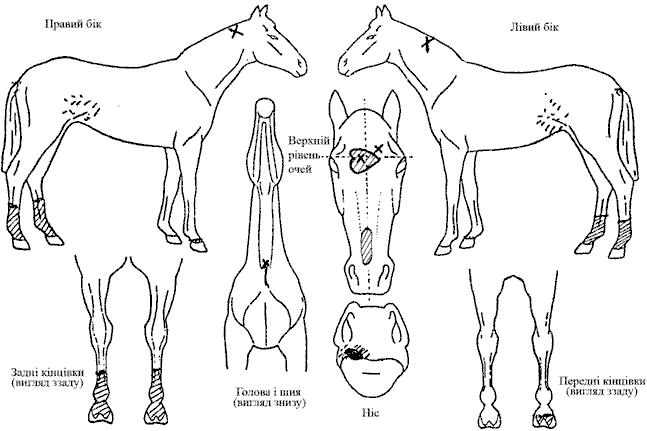 Правий бік
Лівий бік
Верхній
рівень
очей
Задні кінцівки
(вигляд ззаду)
Голова і шия
(вигляд знизу)
Ніс
Передні кінцівки
(вигляд ззаду)